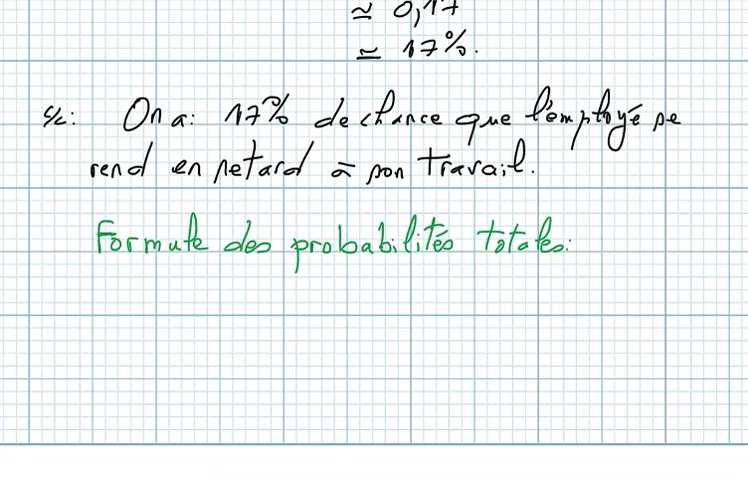 ≃ 0,17
≃ 17%.
c/c: On a: 17% de chance que l'employé se
rend en retard à son travail.
Formule des probabilités totales: